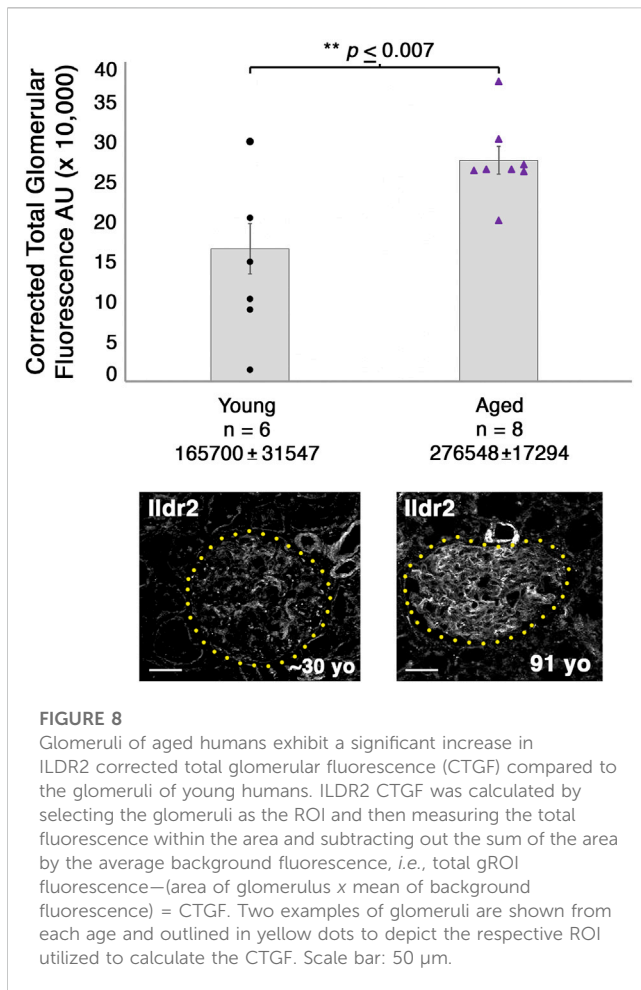 ** p ≤ 0.007
Corrected Total Glomerular
Fluorescence AU (x 10,000)
40
35
30
25
20
15
10
5
0
Young
n = 6
165700 ± 31547
Aged
n = 8
276548±17294
Ildr2
~30 yo
Ildr2
91 yo
FIGURE 8
Glomeruli of aged humans exhibit a significant increase in
ILDR2 corrected total glomerular fluorescence (CTGF) compared to
the glomeruli of young humans. ILDR2 CTGF was calculated by
selecting the glomeruli as the ROI and then measuring the total
fluorescence within the area and subtracting out the sum of the area
by the average background fluorescence, i.e., total gROI
fluorescence—(area of glomerulus x mean of background
fluorescence) = CTGF. Two examples of glomeruli are shown from
each age and outlined in yellow dots to depict the respective ROI
utilized to calculate the CTGF. Scale bar: 50 μm.